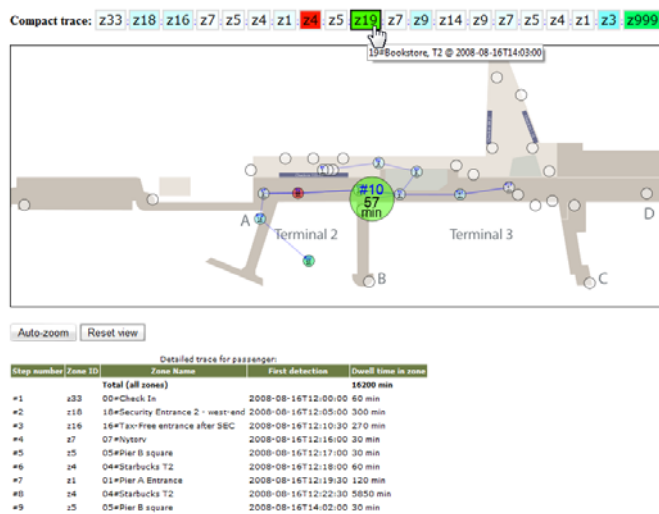 Compact trace: z33 z18 z16 z7 z5 z4 z1 z4 z5 z19 z7 z9 z14 z9 z7 z5 z4 z1 z3 z999
19#Bookstore, T2 @ 2008-08-16T14:03:00
#10
57
min
A
Terminal 2
Terminal 3
D
B
C
Auto-zoom Reset view
Detailed trace for passenger:
Step number Zone ID Zone Name First detection Dwell time in zone
Total (all zones) 16200 min
#1 z33 00#Check In 2008-08-16T12:00:00 60 min
#2 z18 18#Security Entrance 2 - west-end 2008-08-16T12:05:00 300 min
#3 z16 16#Tax-Free entrance after SEC 2008-08-16T12:10:30 270 min
#4 z7 07#Nytorv 2008-08-16T12:16:00 30 min
#5 z5 05#Pier B square 2008-08-16T12:17:00 30 min
#6 z4 04#Starbucks T2 2008-08-16T12:18:00 60 min
#7 z1 01#Pier A Entrance 2008-08-16T12:19:30 120 min
#8 z4 04#Starbucks T2 2008-08-16T12:22:30 5850 min
#9 z5 05#Pier B square 2008-08-16T14:02:00 30 min